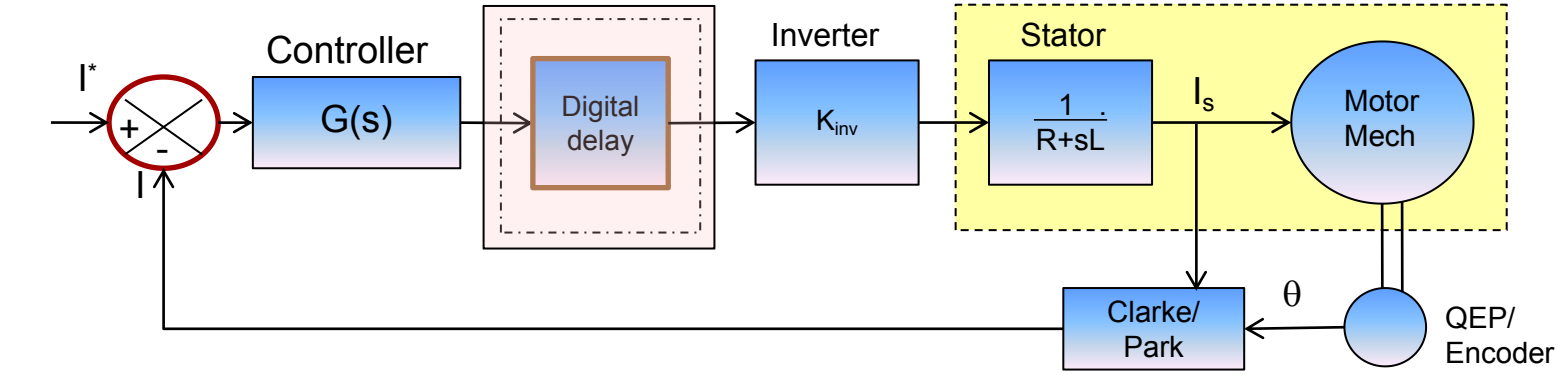 Controller
Inverter
Stator
I*
+
-
I
G(s)
Digital
delay
Kinv
1
R+sL
Is
Motor
Mech
Clarke/
Park
θ
QEP/
Encoder